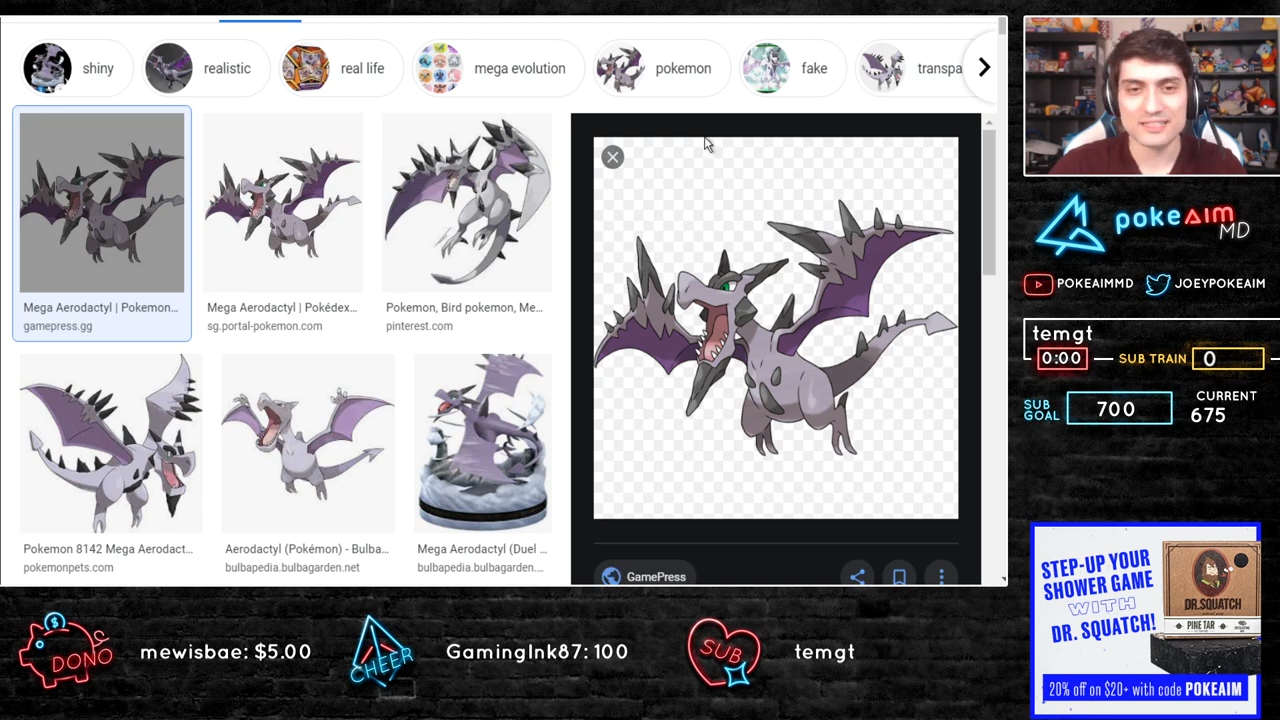 shiny
realistic
real life
mega evolution
pokemon
fake
transpa
Mega Aerodactyl | Pokemon...
gamepress.gg
Mega Aerodactyl | Pokédex...
sg.portal-pokemon.com
Pokemon, Bird pokemon, Me...
pinterest.com
Pokemon 8142 Mega Aerodact...
pokemonpets.com
Aerodactyl (Pokémon) - Bulba...
bulbapedia.bulbagarden.net
Mega Aerodactyl (Duel ...
bulbapedia.bulbagarden....
GamePress
pokeAIM
MD
POKEAIMMD
JOEYPOKEAIM
temgt
0:00
SUB TRAIN
0
SUB GOAL
700
CURRENT
675
STEP-UP YOUR
SHOWER GAME
WITH
DR. SQUATCH!
DR. SQUATCH
PINE TAR
20% off on $20+ with code POKEAIM
DONO
mewisbae: $5.00
CHEER
GamingInk87: 100
SUB
temgt